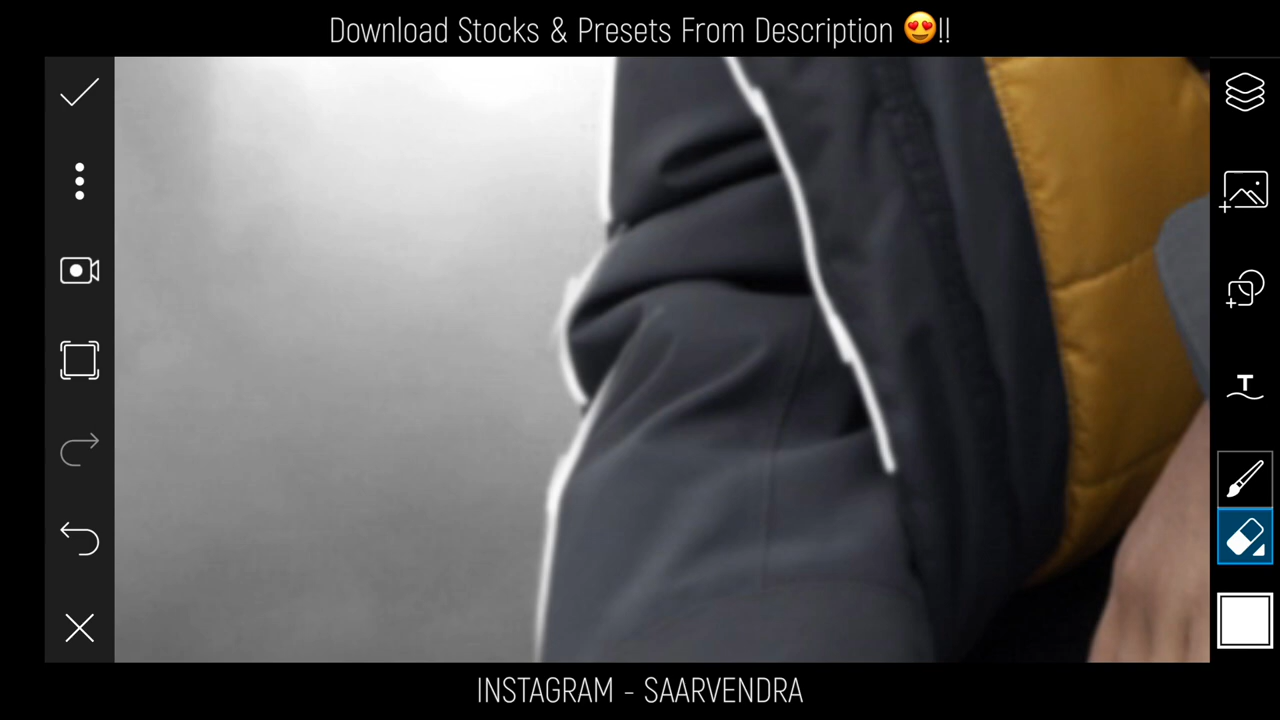 Download Stocks & Presets From Description 😍!!
T
INSTAGRAM - SAARVENDRA